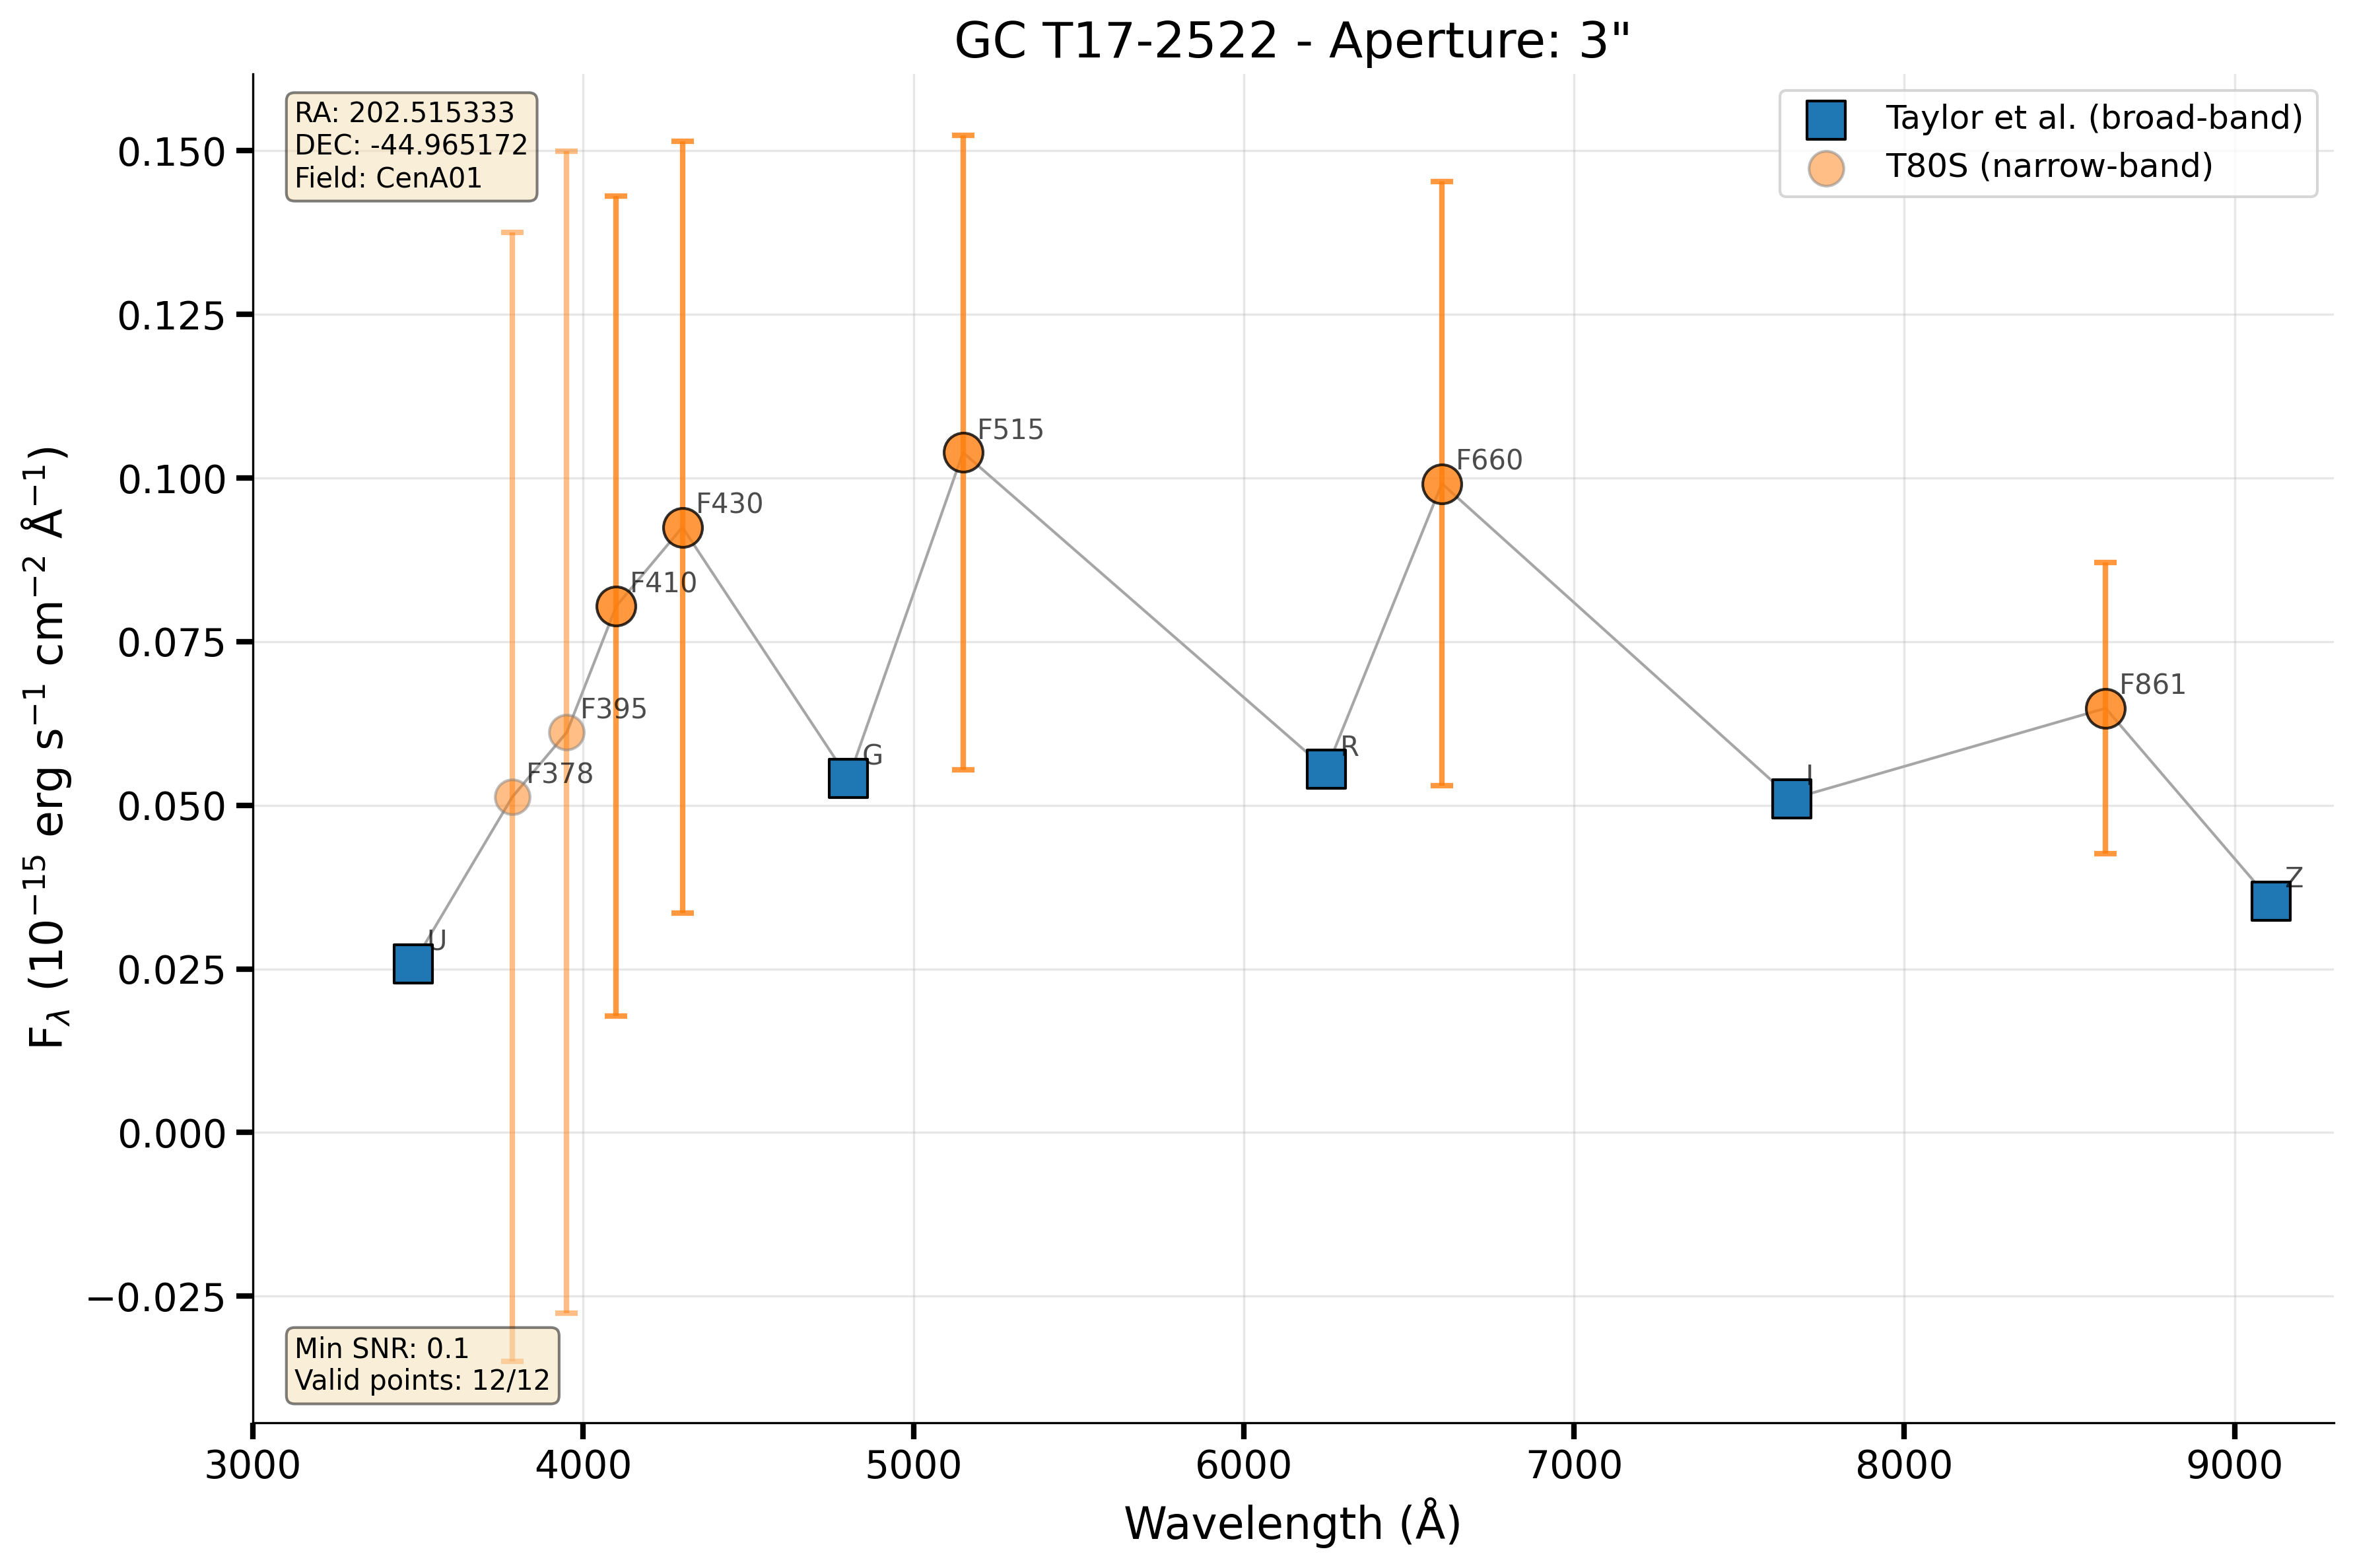 GC T17-2522 - Aperture: 3"
RA: 202.515333
DEC: -44.965172
Field: CenA01
Taylor et al. (broad-band)
T80S (narrow-band)
0.150
0.125
0.100
0.075
0.050
0.025
0.000
−0.025
F515
F660
F430
F410
F395
F378
F861
G
R
I
Z
U
Min SNR: 0.1
Valid points: 12/12
3000 4000 5000 6000 7000 8000 9000
Wavelength (Å)
Fλ (10⁻¹⁵ erg s⁻¹ cm⁻² Å⁻¹)